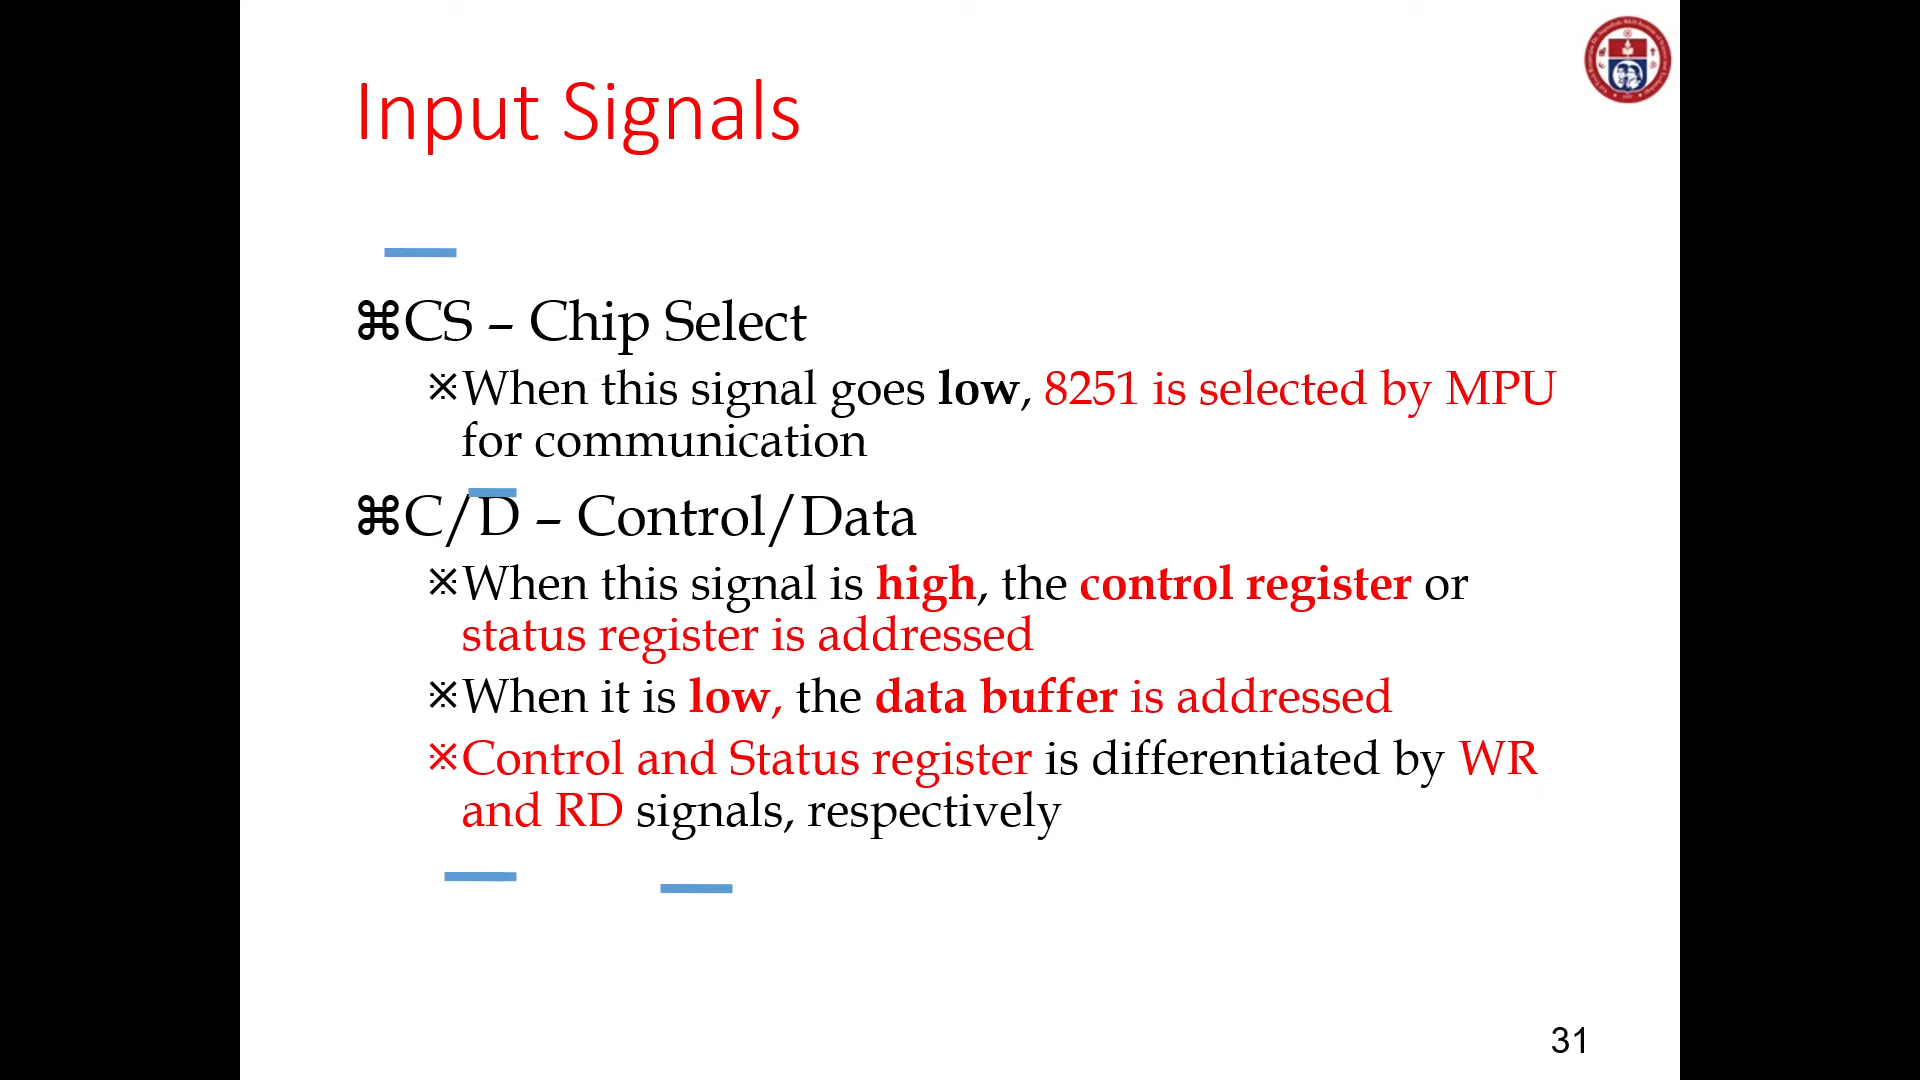 Input Signals
⌘CS – Chip Select
※When this signal goes low, 8251 is selected by MPU
for communication
⌘C/D – Control/Data
※When this signal is high, the control register or
status register is addressed
※When it is low, the data buffer is addressed
※Control and Status register is differentiated by WR
and RD signals, respectively
31